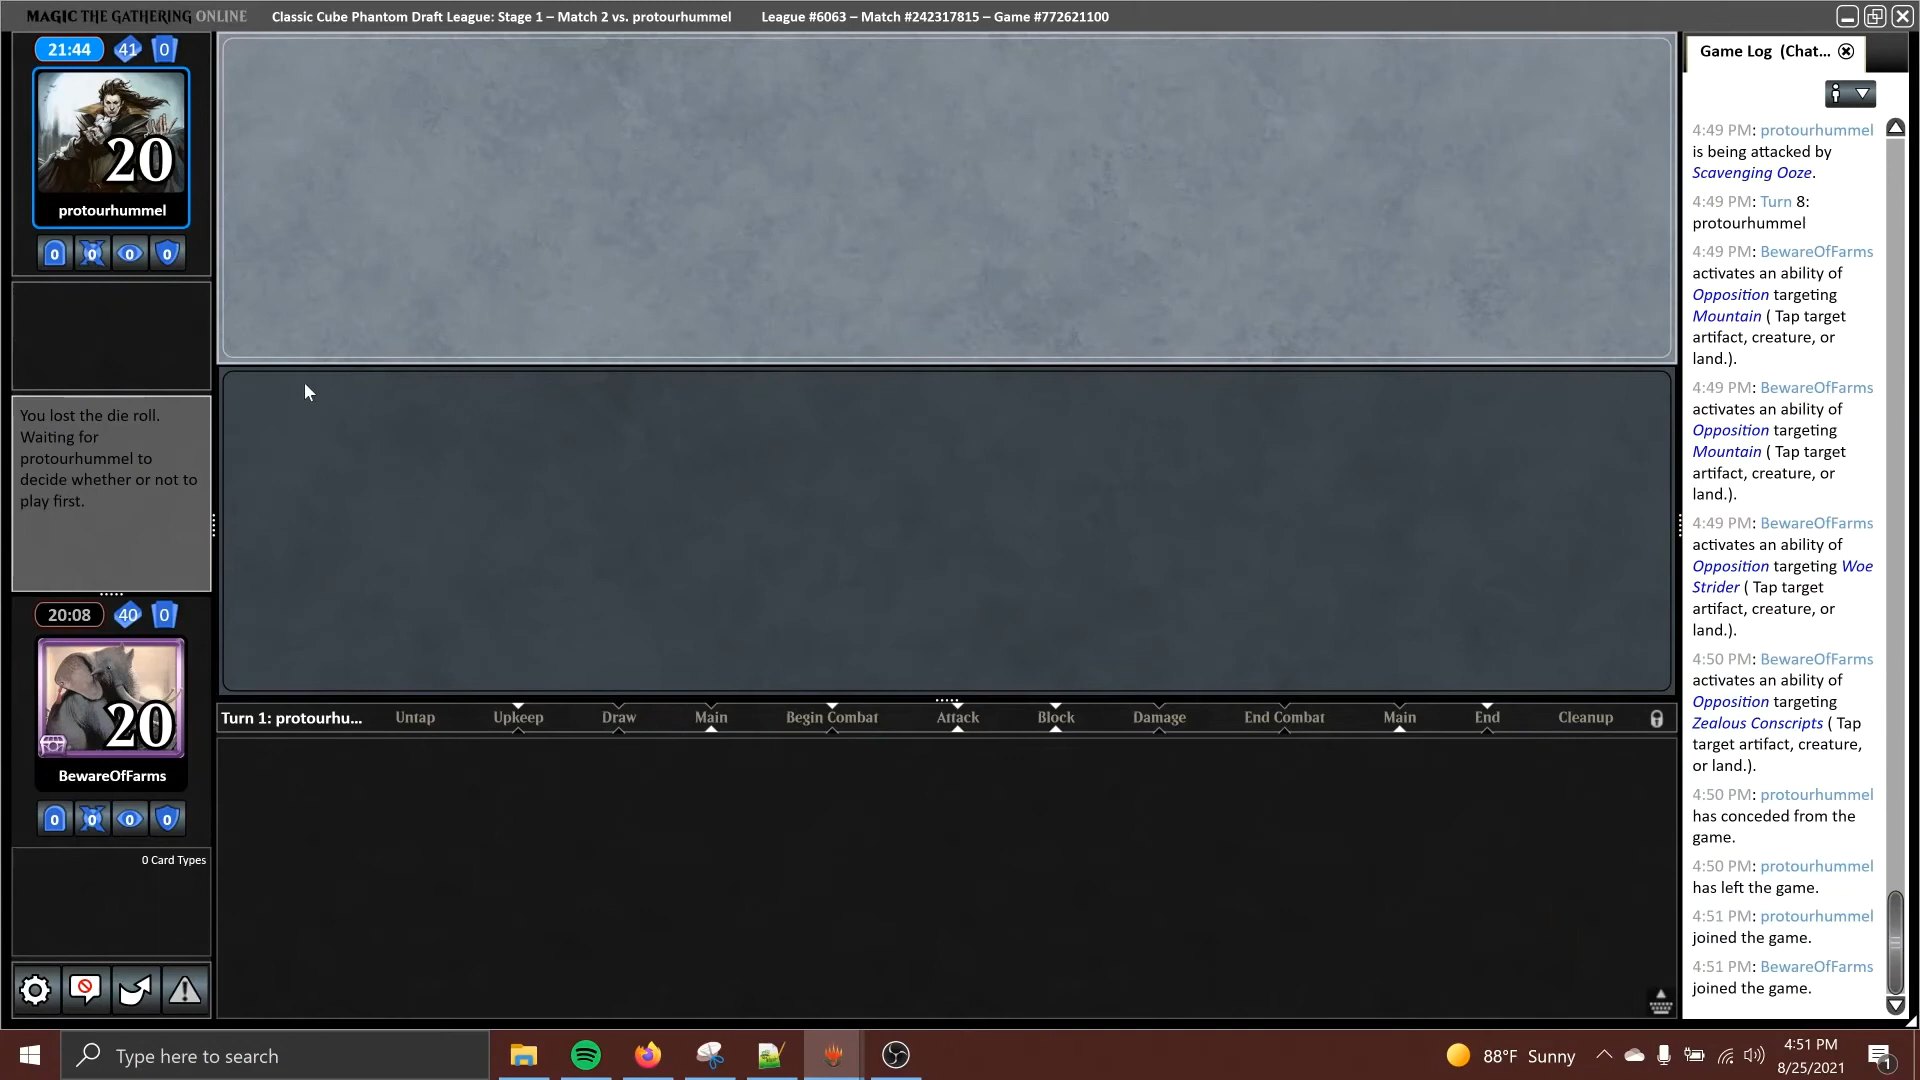 MAGIC THE GATHERING ONLINE Classic Cube Phantom Draft League: Stage 1 – Match 2 vs. protourhummel League #6063 – Match #242317815 – Game #772621100
21:44 41 0
20
protourhummel
0 0 0 0
You lost the die roll.
Waiting for
protourhummel to
decide whether or not to
play first.
20:08 40 0
20
BewareOfFarms
0 0 0 0
0 Card Types
Turn 1: protourhu... Untap Upkeep Draw Main Begin Combat Attack Block Damage End Combat Main End Cleanup
Game Log (Chat...
4:49 PM: protourhummel
is being attacked by
Scavenging Ooze.
4:49 PM: Turn 8:
protourhummel
4:49 PM: BewareOfFarms
activates an ability of
Opposition targeting
Mountain ( Tap target
artifact, creature, or
land.).
4:49 PM: BewareOfFarms
activates an ability of
Opposition targeting
Mountain ( Tap target
artifact, creature, or
land.).
4:49 PM: BewareOfFarms
activates an ability of
Opposition targeting Woe
Strider ( Tap target
artifact, creature, or
land.).
4:50 PM: BewareOfFarms
activates an ability of
Opposition targeting
Zealous Conscripts ( Tap
target artifact, creature,
or land.).
4:50 PM: protourhummel
has conceded from the
game.
4:50 PM: protourhummel
has left the game.
4:51 PM: protourhummel
joined the game.
4:51 PM: BewareOfFarms
joined the game.
Type here to search
88°F Sunny
4:51 PM
8/25/2021
1